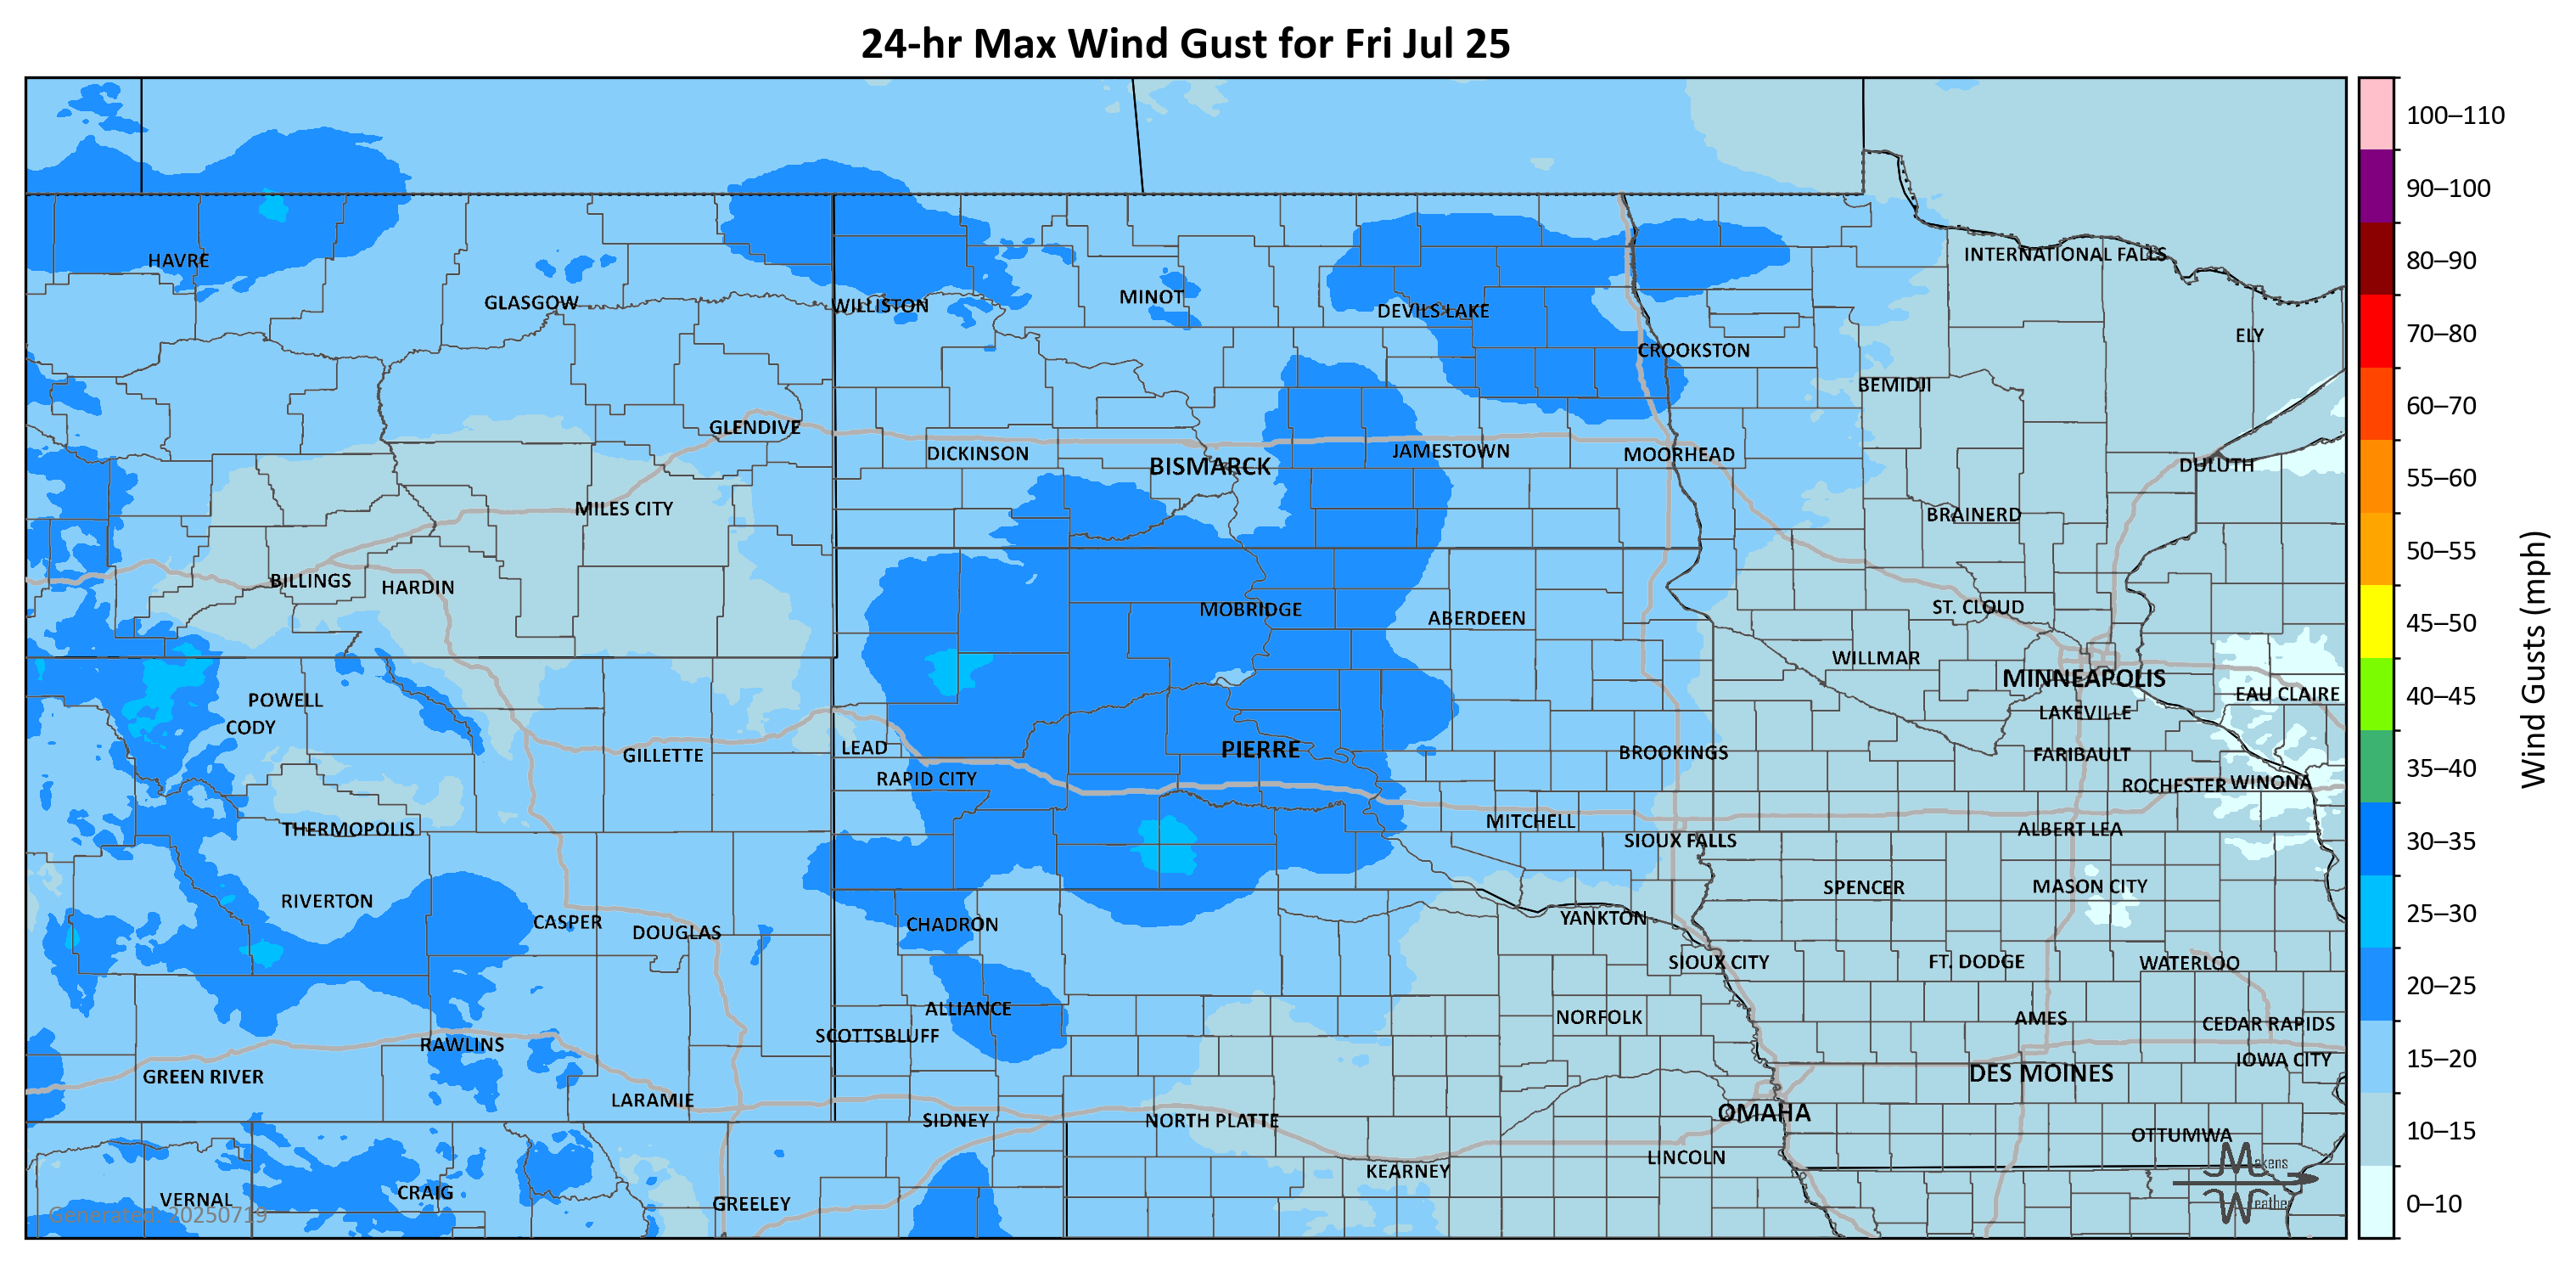 24-hr Max Wind Gust for Fri Jul 25
HAVRE
GLASGOW
WILLISTON
MINOT
DEVILS LAKE
CROOKSTON
INTERNATIONAL FALLS
ELY
BEMIDJI
GLENDIVE
DICKINSON
BISMARCK
JAMESTOWN
MOORHEAD
DULUTH
MILES CITY
BRAINERD
BILLINGS
HARDIN
MOBRIDGE
ABERDEEN
ST. CLOUD
WILLMAR
MINNEAPOLIS
EAU CLAIRE
POWELL
CODY
LAKEVILLE
GILLETTE
LEAD
PIERRE
BROOKINGS
FARIBAULT
RAPID CITY
ROCHESTER
WINONA
THERMOPOLIS
MITCHELL
SIOUX FALLS
ALBERT LEA
RIVERTON
CASPER
DOUGLAS
CHADRON
YANKTON
SPENCER
MASON CITY
SIOUX CITY
FT. DODGE
WATERLOO
ALLIANCE
SCOTTSBLUFF
NORFOLK
AMES
CEDAR RAPIDS
RAWLINS
IOWA CITY
GREEN RIVER
LARAMIE
DES MOINES
SIDNEY
NORTH PLATTE
OMAHA
OTTUMWA
KEARNEY
LINCOLN
VERNAL
CRAIG
GREELEY
Generated: 20250719
Makens
Weather
100–110
90–100
80–90
70–80
60–70
55–60
50–55
45–50
40–45
35–40
30–35
25–30
20–25
15–20
10–15
0–10
Wind Gusts (mph)